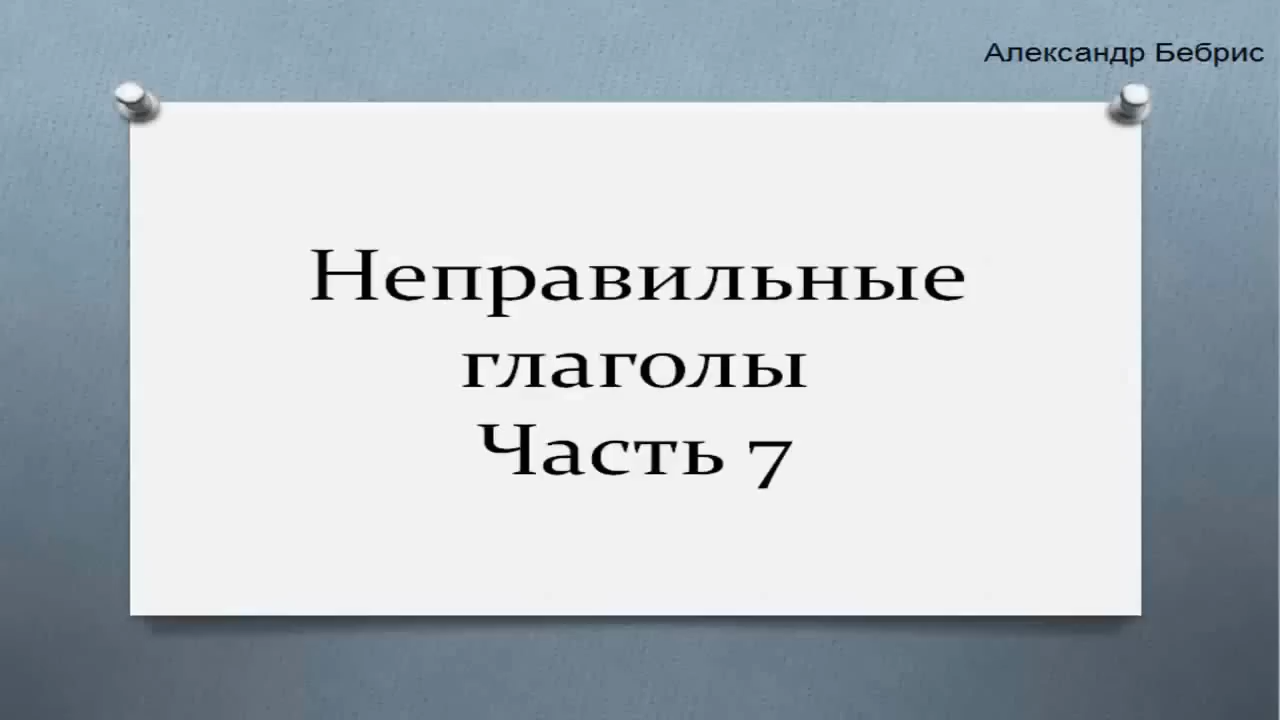 Александр Бебрис
Неправильные
глаголы
Часть 7